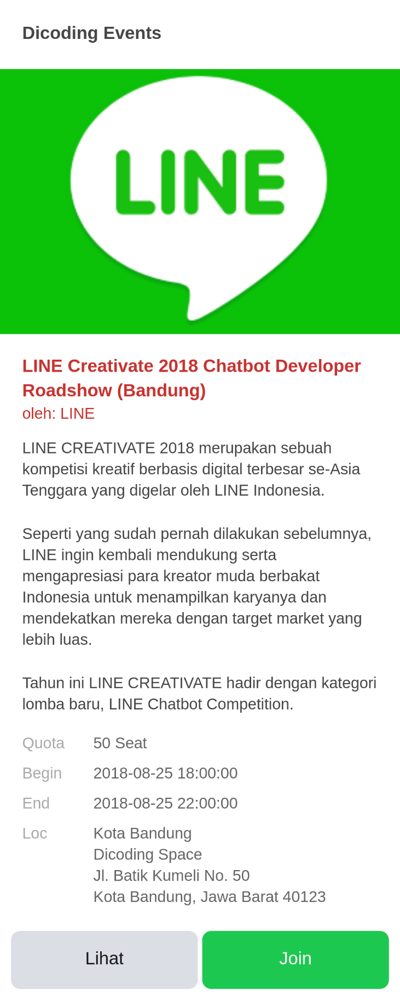 Dicoding Events
LINE
LINE Creativate 2018 Chatbot Developer
Roadshow (Bandung)
oleh: LINE
LINE CREATIVATE 2018 merupakan sebuah
kompetisi kreatif berbasis digital terbesar se-Asia
Tenggara yang digelar oleh LINE Indonesia.
Seperti yang sudah pernah dilakukan sebelumnya,
LINE ingin kembali mendukung serta
mengapresiasi para kreator muda berbakat
Indonesia untuk menampilkan karyanya dan
mendekatkan mereka dengan target market yang
lebih luas.
Tahun ini LINE CREATIVATE hadir dengan kategori
lomba baru, LINE Chatbot Competition.
Quota 50 Seat
Begin 2018-08-25 18:00:00
End 2018-08-25 22:00:00
Loc Kota Bandung
Dicoding Space
Jl. Batik Kumeli No. 50
Kota Bandung, Jawa Barat 40123
Lihat Join